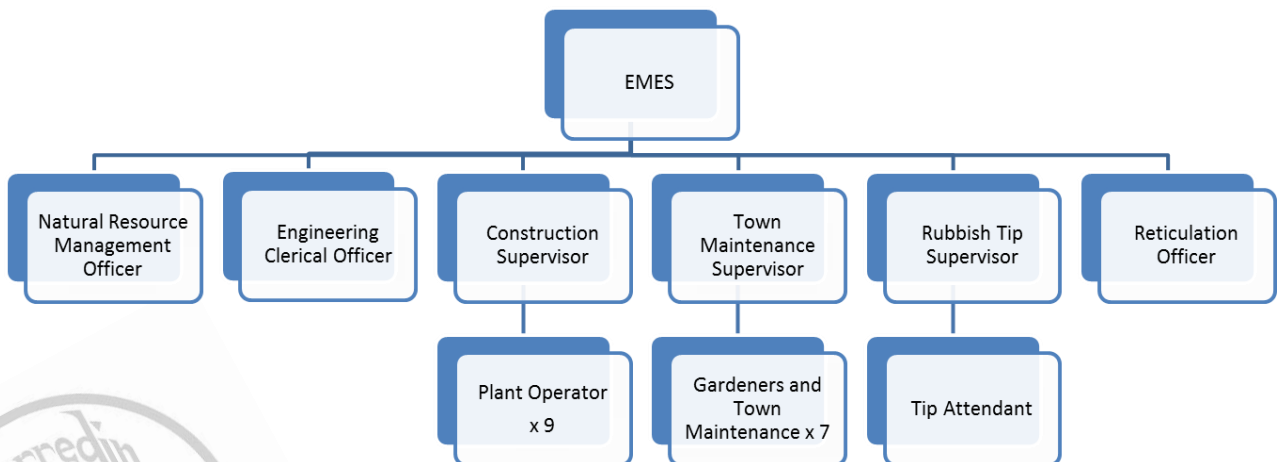 EMES
Natural Resource
Management
Officer
Engineering
Clerical Officer
Construction
Supervisor
Town
Maintenance
Supervisor
Rubbish Tip
Supervisor
Reticulation
Officer
Plant Operator
x 9
Gardeners and
Town
Maintenance x 7
Tip Attendant